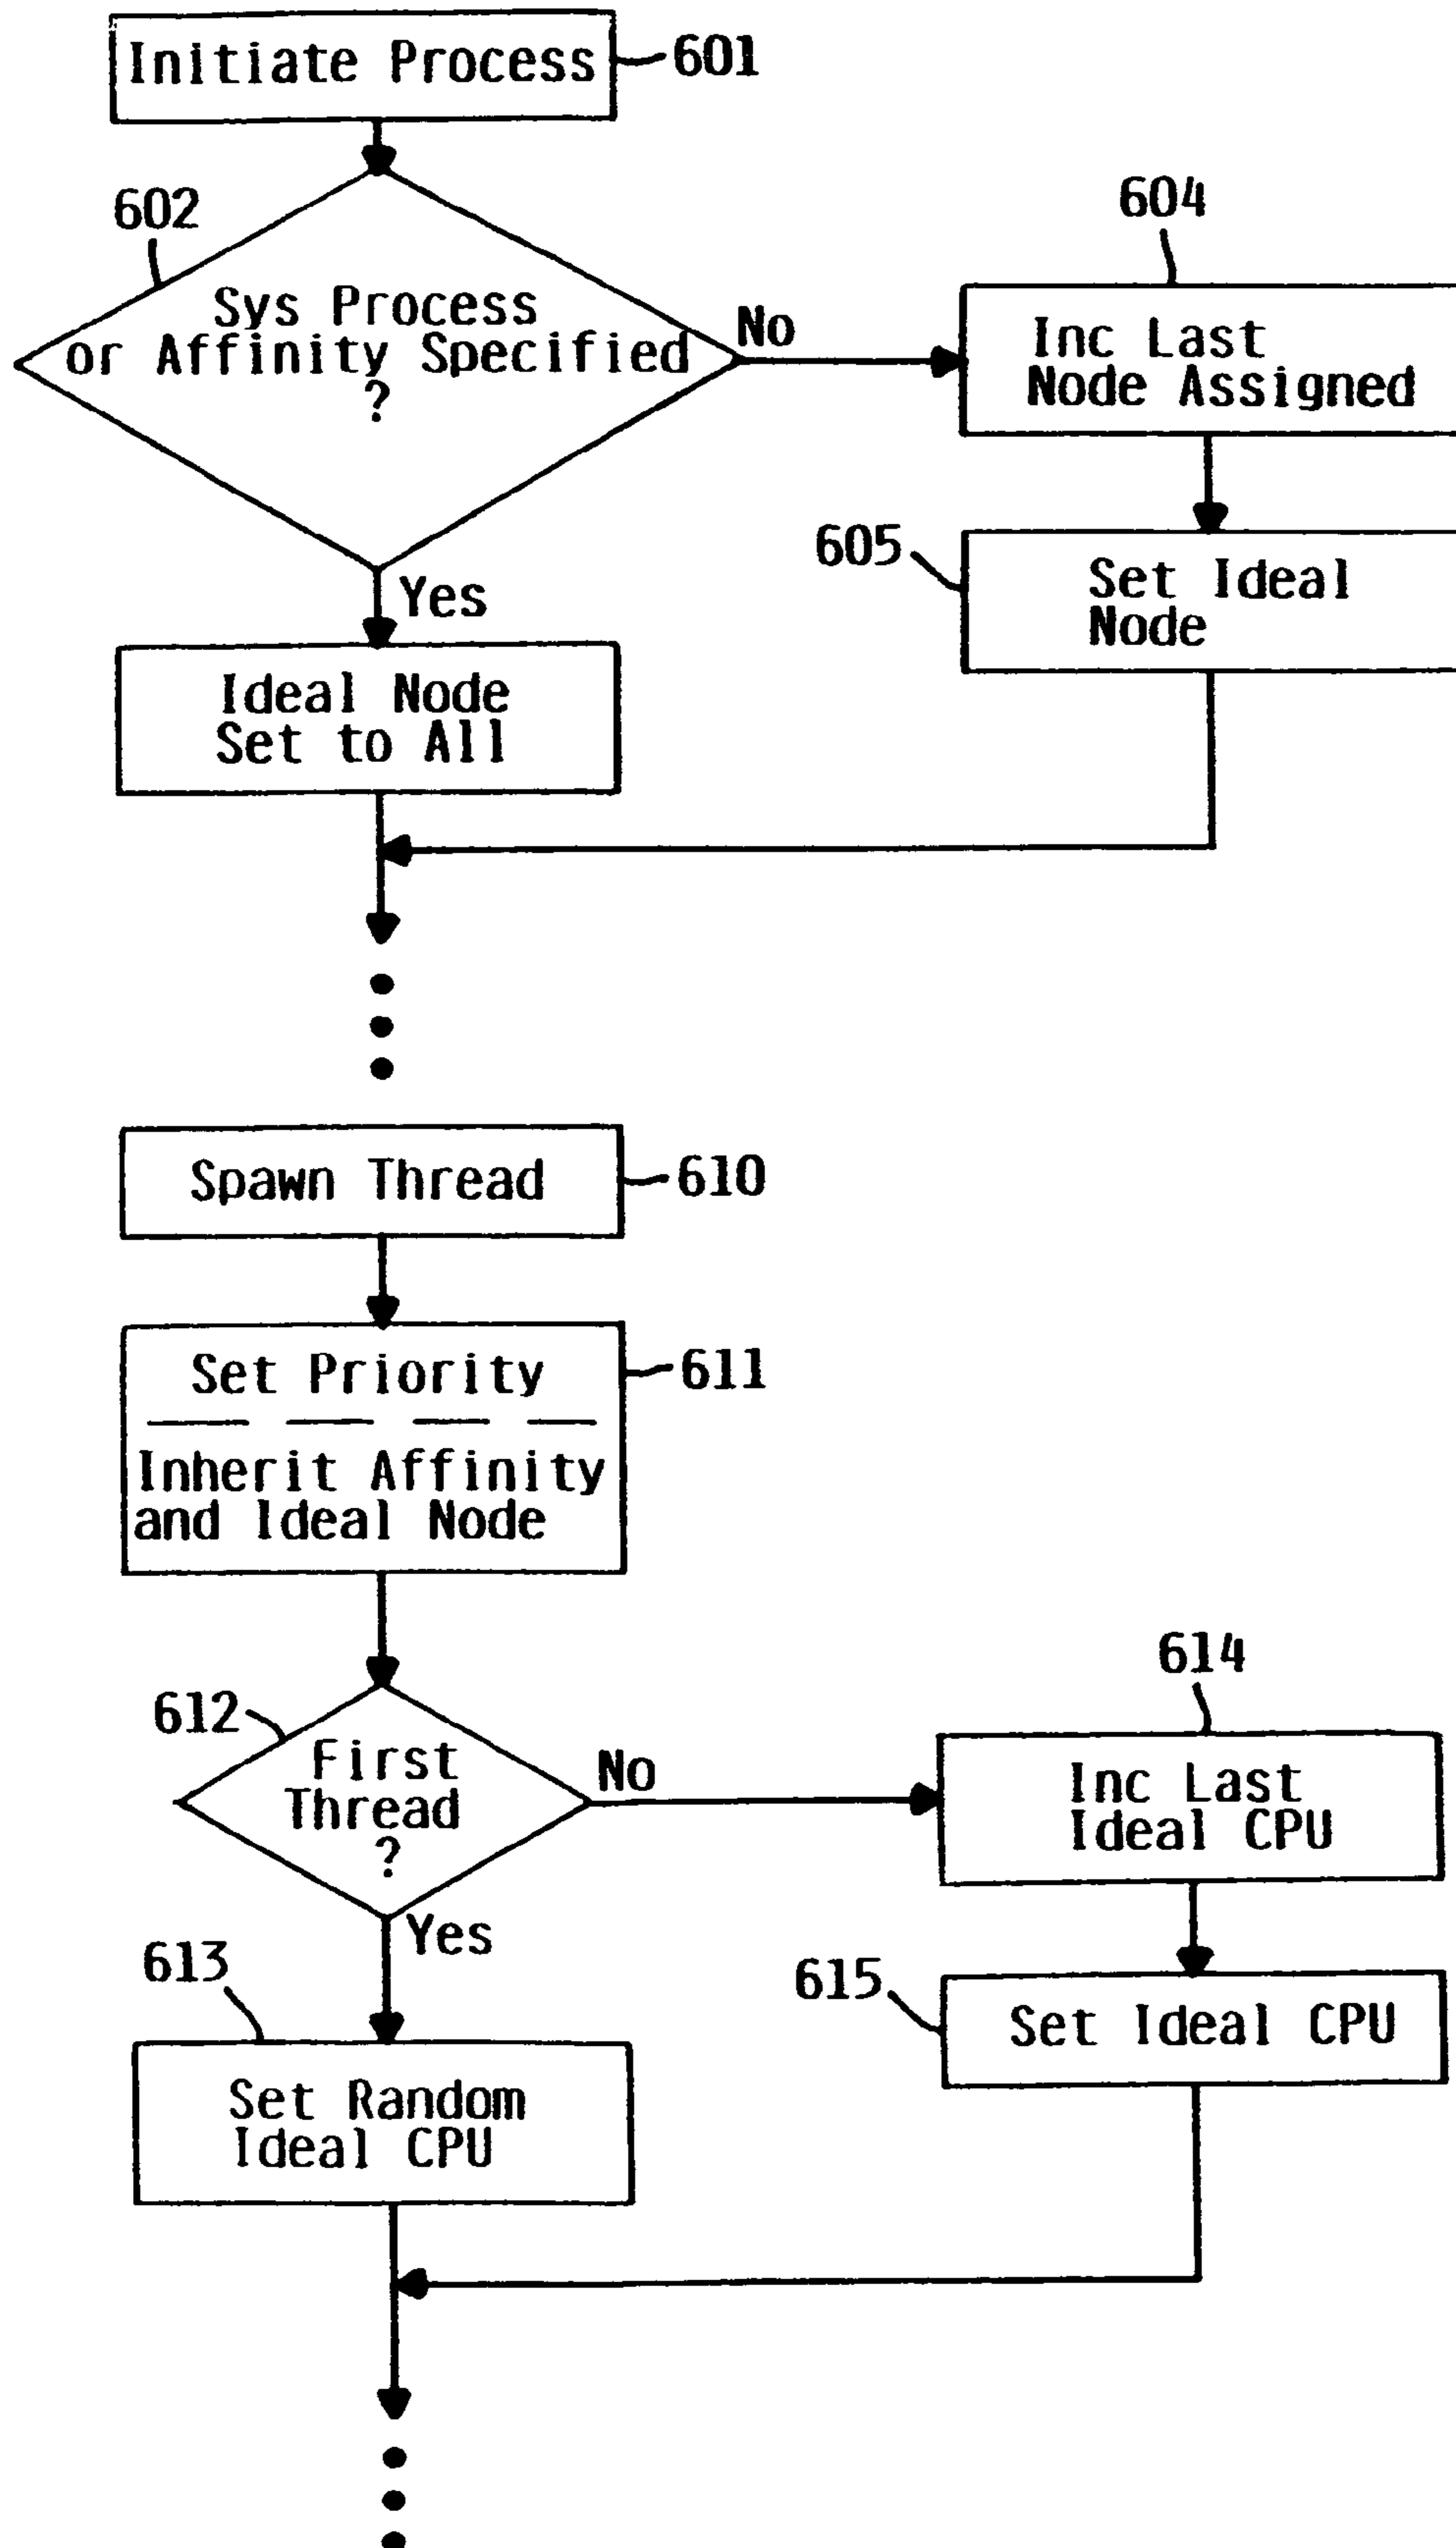 Initiate Process
601
602
Sys Process
or Affinity Specified
?
No
604
Inc Last
Node Assigned
605
Set Ideal
Node
Yes
Ideal Node
Set to All
Spawn Thread
610
Set Priority
611
Inherit Affinity
and Ideal Node
612
First
Thread
?
No
614
Inc Last
Ideal CPU
Yes
613
615
Set Ideal CPU
Set Random
Ideal CPU